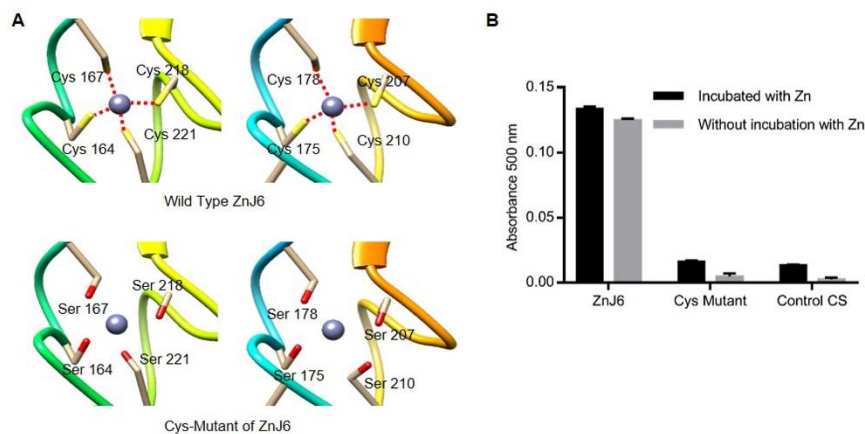 A
Cys 167
Cys 218
Cys 164
Cys 221
Cys 178
Cys 207
Cys 175
Cys 210
Wild Type ZnJ6
Ser 167
Ser 218
Ser 164
Ser 221
Ser 178
Ser 207
Ser 175
Ser 210
Cys-Mutant of ZnJ6
B
Absorbance 500 nm
0.15
0.10
0.05
0.00
Incubated with Zn
Without incubation with Zn
ZnJ6
Cys Mutant
Control CS